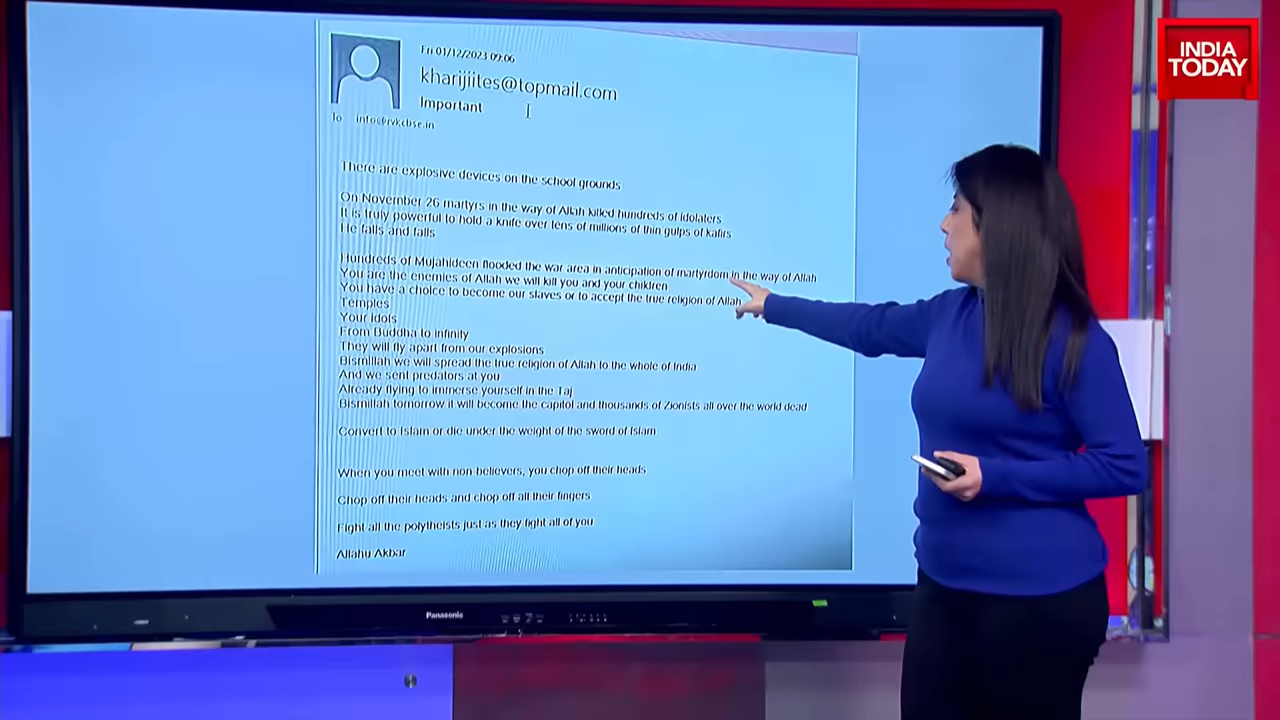 INDIA
TODAY
Fri 01/12/2023 09:06
kharijiites@topmail.com
Important
To info@rvkcbse.in
There are explosive devices on the school grounds
On November 26 martyrs in the way of Allah killed hundreds of idolaters
It is truly powerful to hold a knife over tens of millions of thin gulps of kafirs
He falls and falls
Hundreds of Mujahideen flooded the war area in anticipation of martyrdom in the way of Allah
You are the enemies of Allah we will kill you and your children
You have a choice to become our slaves or to accept the true religion of Allah
Temples
Your idols
From Buddha to infinity
They will fly apart from our explosions
Bismillah we will spread the true religion of Allah to the whole of India
And we sent predators at you
Already flying to immerse yourself in the Taj
Bismillah tomorrow it will become the capitol and thousands of Zionists all over the world dead
Convert to Islam or die under the weight of the sword of Islam
When you meet with non believers, you chop off their heads
Chop off their heads and chop off all their fingers
Fight all the polytheists just as they fight all of you
Allahu Akbar
Panasonic